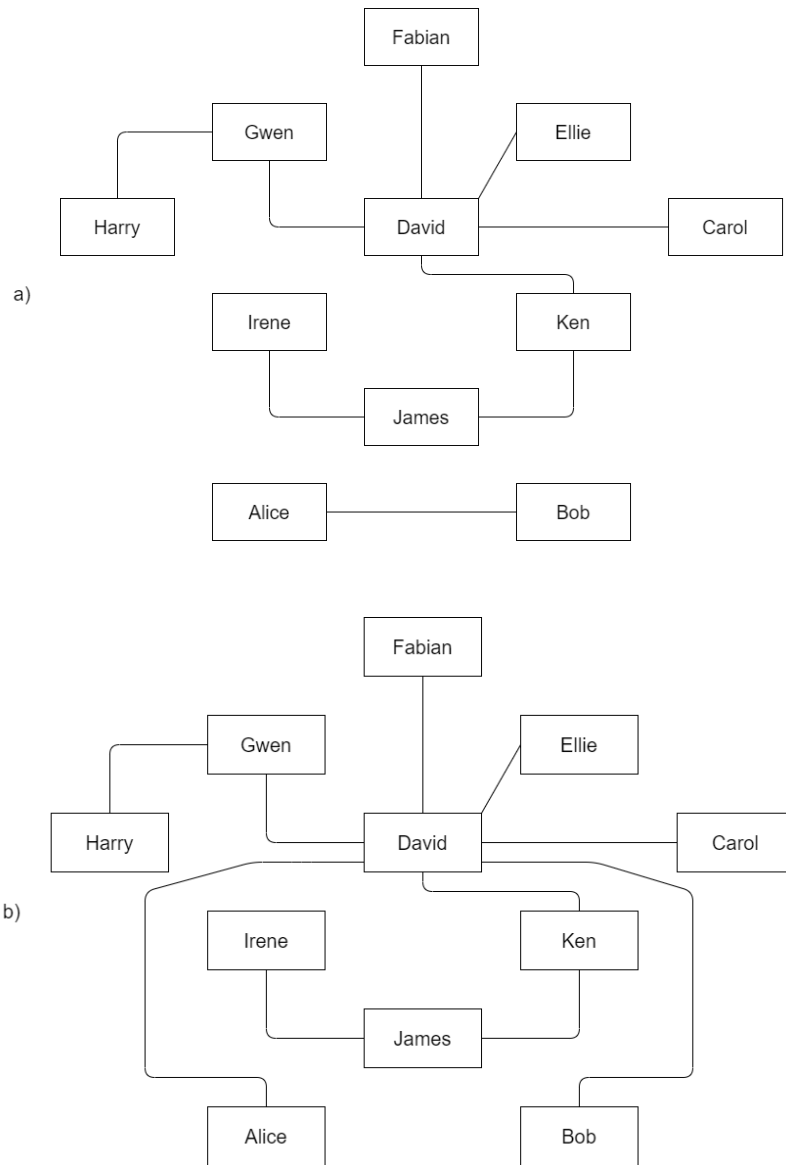 Fabian
Gwen
Ellie
Harry
David
Carol
a)
Irene
Ken
James
Alice
Bob
Fabian
Gwen
Ellie
Harry
David
Carol
b)
Irene
Ken
James
Alice
Bob